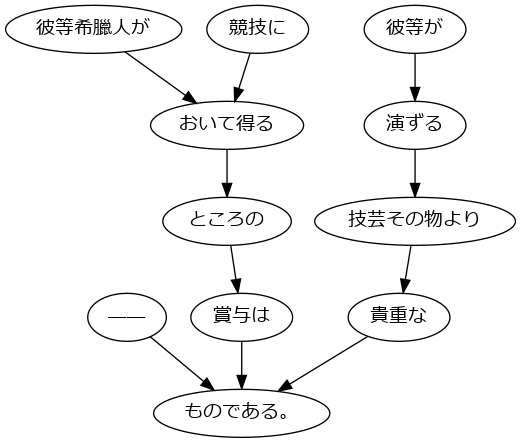 彼等希臘人が
競技に
彼等が
おいて得る
演ずる
ところの
技芸その物より
――
賞与は
貴重な
ものである。